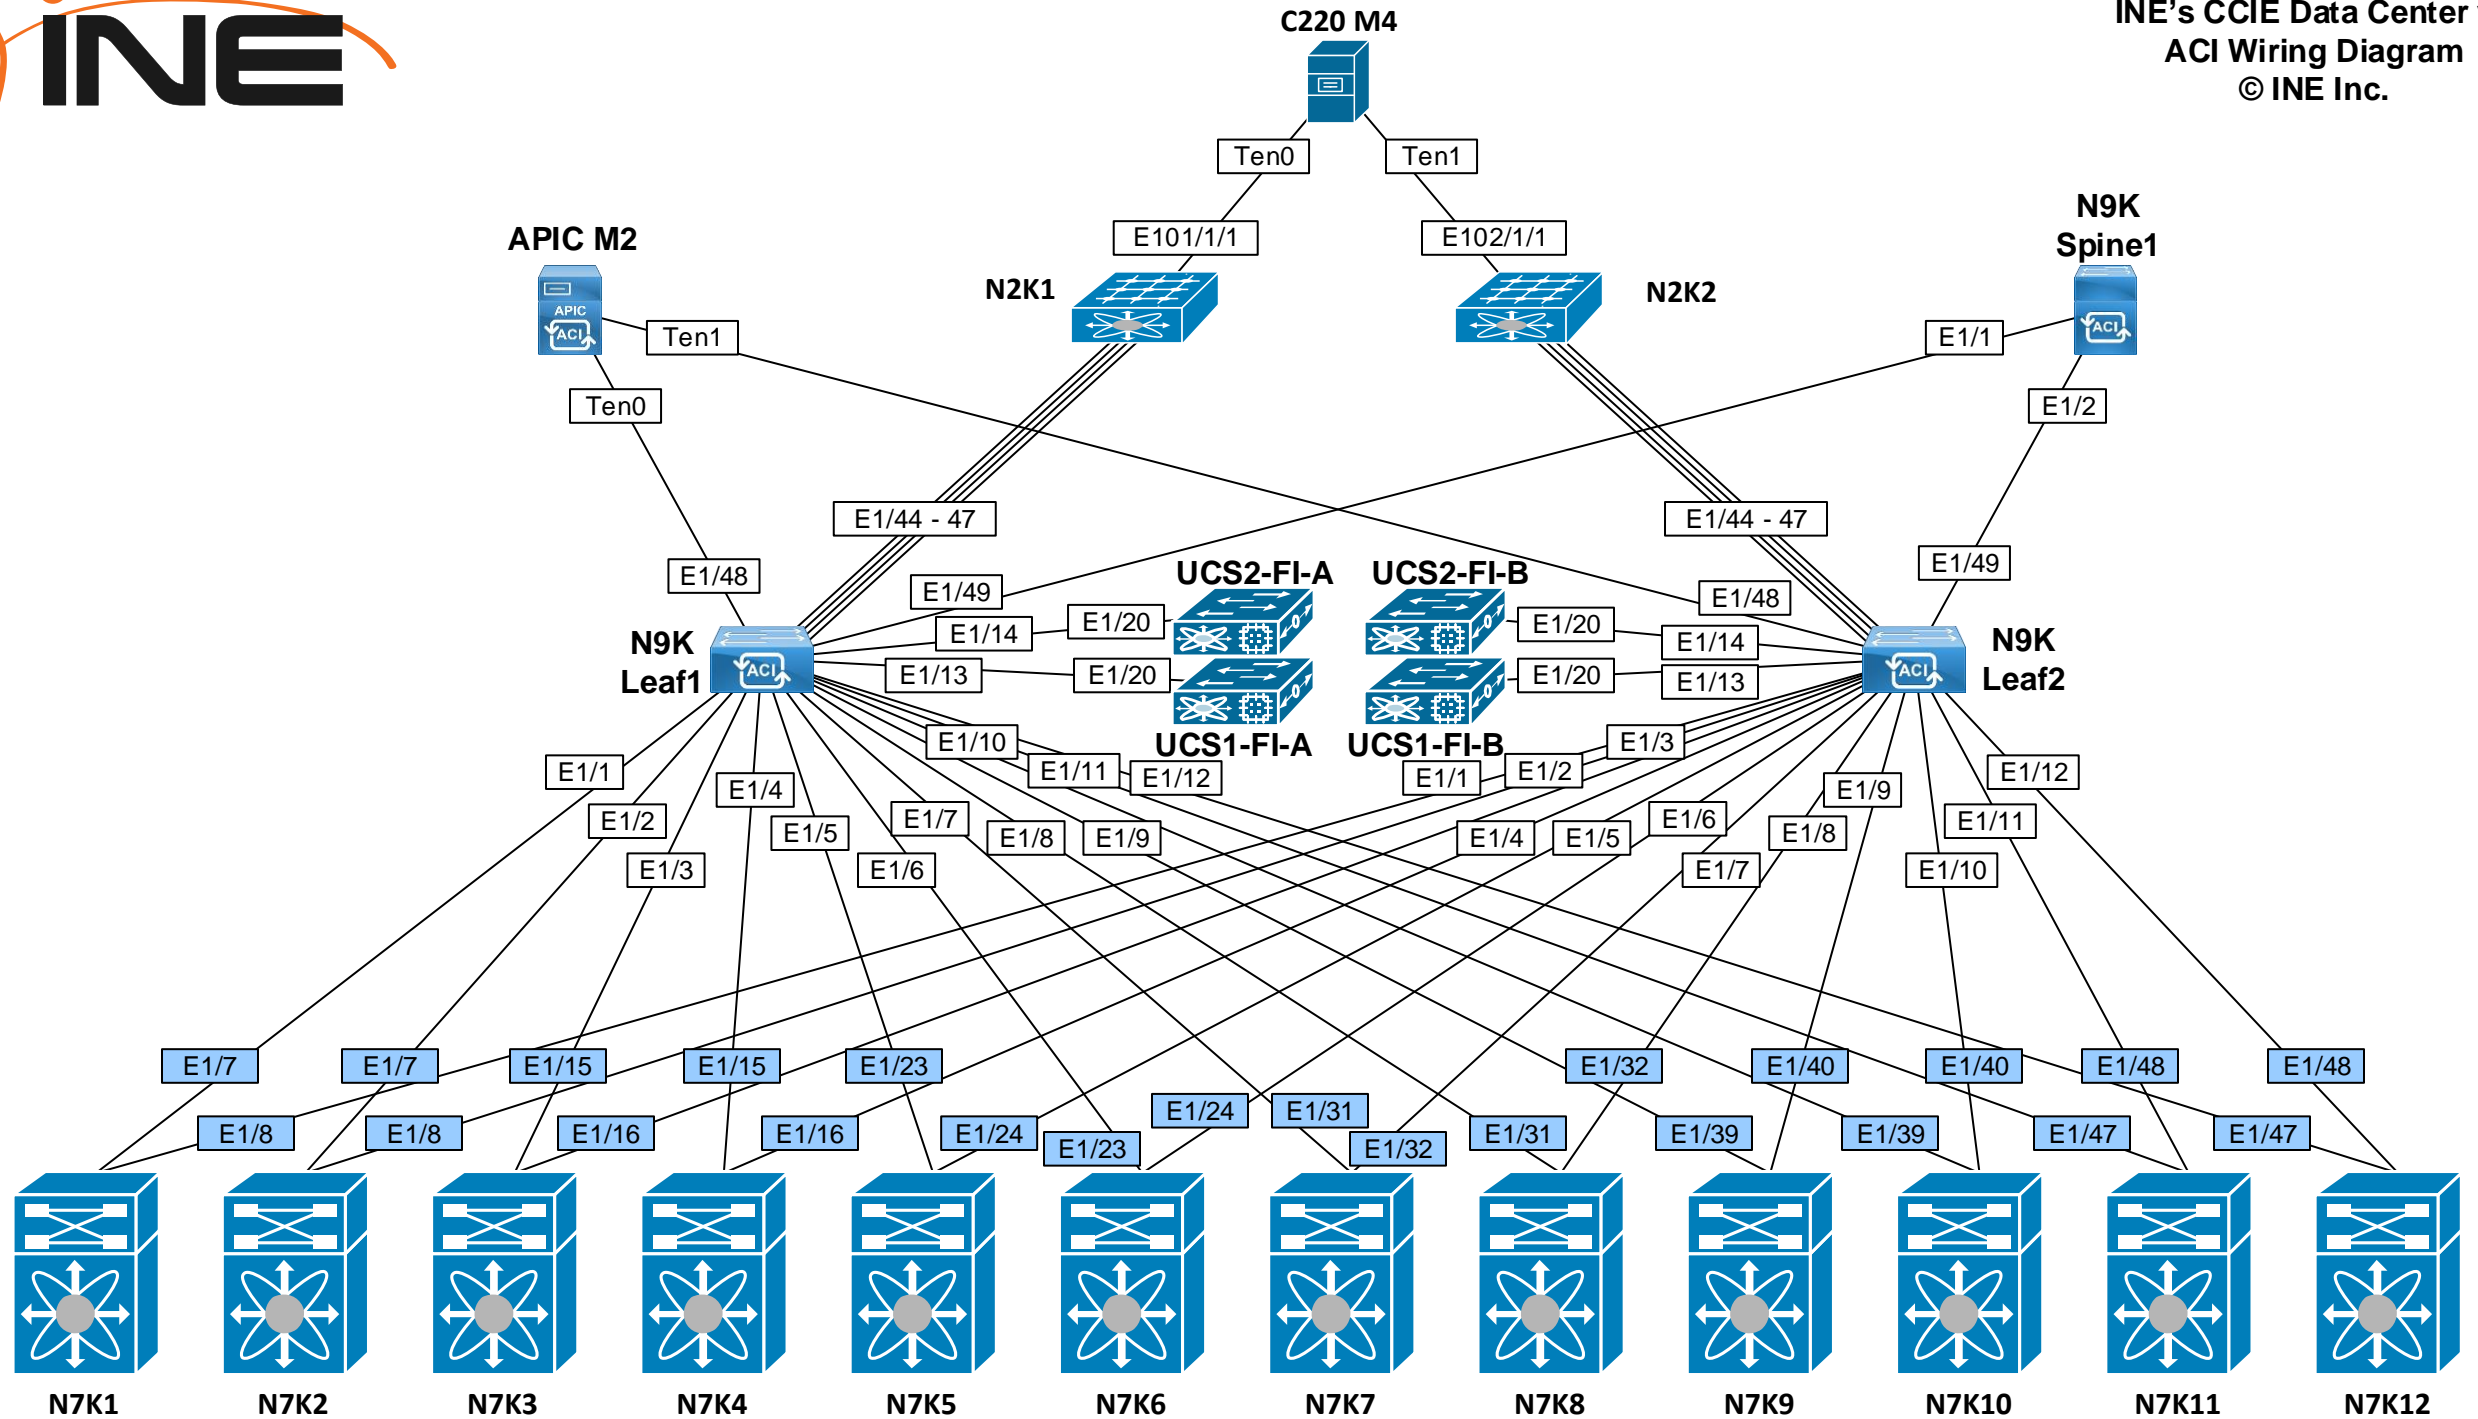 INE
C220 M4
INE's CCIE Data Center
ACI Wiring Diagram
© INE Inc.
Ten0
Ten1
N9K
Spine1
APIC M2
E101/1/1
E102/1/1
N2K1
N2K2
APIC
ACI
Ten1
E1/1
ACI
Ten0
E1/2
E1/44 - 47
E1/44 - 47
E1/48
UCS2-FI-A
UCS2-FI-B
E1/49
E1/49
E1/48
E1/14
E1/20
E1/20
E1/14
N9K
Leaf1
ACI
E1/13
E1/20
E1/20
E1/13
ACI
N9K
Leaf2
UCS1-FI-A
UCS1-FI-B
E1/10
E1/3
E1/1
E1/11
E1/12
E1/1
E1/2
E1/12
E1/4
E1/9
E1/2
E1/5
E1/7
E1/8
E1/9
E1/4
E1/5
E1/6
E1/8
E1/11
E1/3
E1/6
E1/7
E1/10
E1/7
E1/7
E1/15
E1/15
E1/23
E1/32
E1/40
E1/40
E1/48
E1/48
E1/24
E1/31
E1/8
E1/8
E1/16
E1/16
E1/24
E1/23
E1/32
E1/31
E1/39
E1/39
E1/47
E1/47
N7K1
N7K2
N7K3
N7K4
N7K5
N7K6
N7K7
N7K8
N7K9
N7K10
N7K11
N7K12